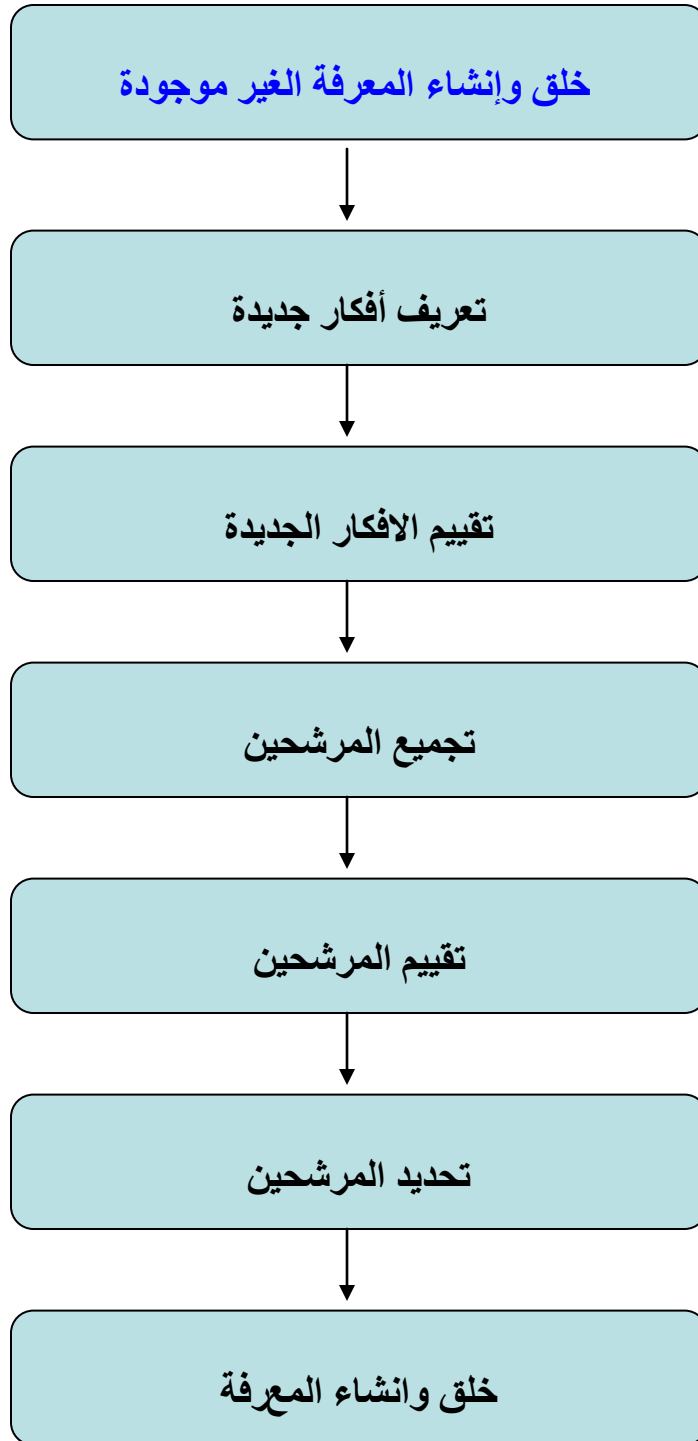 خلق وإنشاء المعرفة الغير موجودة
تعريف أفكار جديدة
تقييم الافكار الجديدة
تجميع المرشحين
تقييم المرشحين
تحديد المرشحين
خلق وانشاء المعرفة